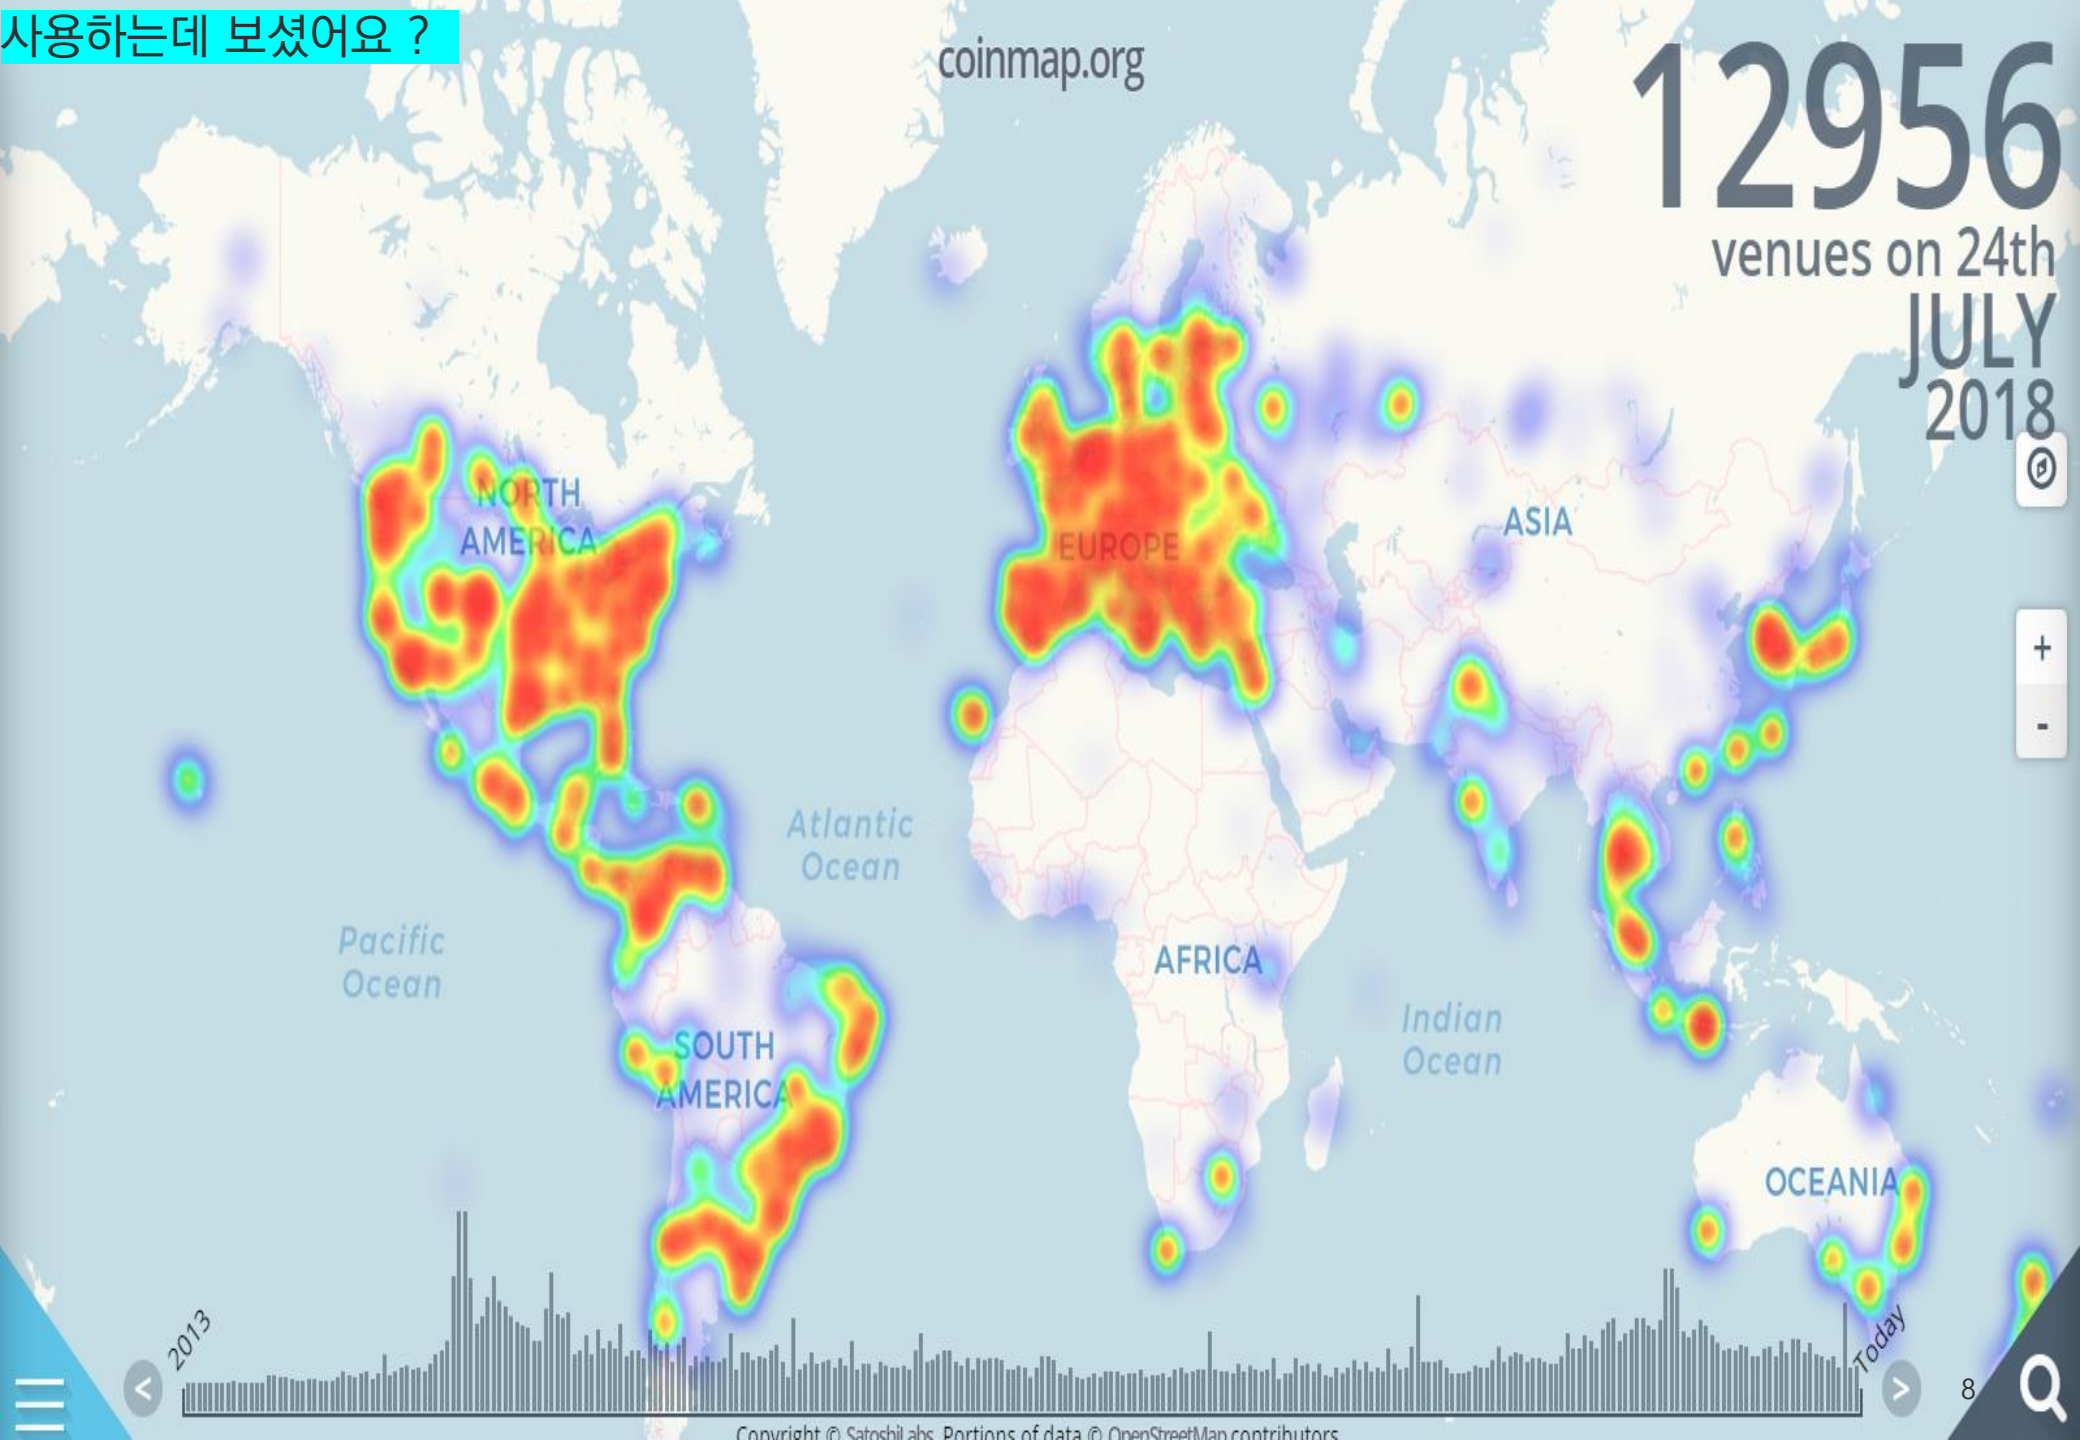 사용하는데 보셨어요 ?
coinmap.org
12956
venues on 24th
JULY
2018
NORTH
AMERICA
EUROPE
ASIA
Atlantic
Ocean
Pacific
Ocean
AFRICA
Indian
Ocean
SOUTH
AMERICA
OCEANIA
+
-
2013
Today
<
>
8
Copyright © SatoshiLabs. Portions of data © OpenStreetMap contributors